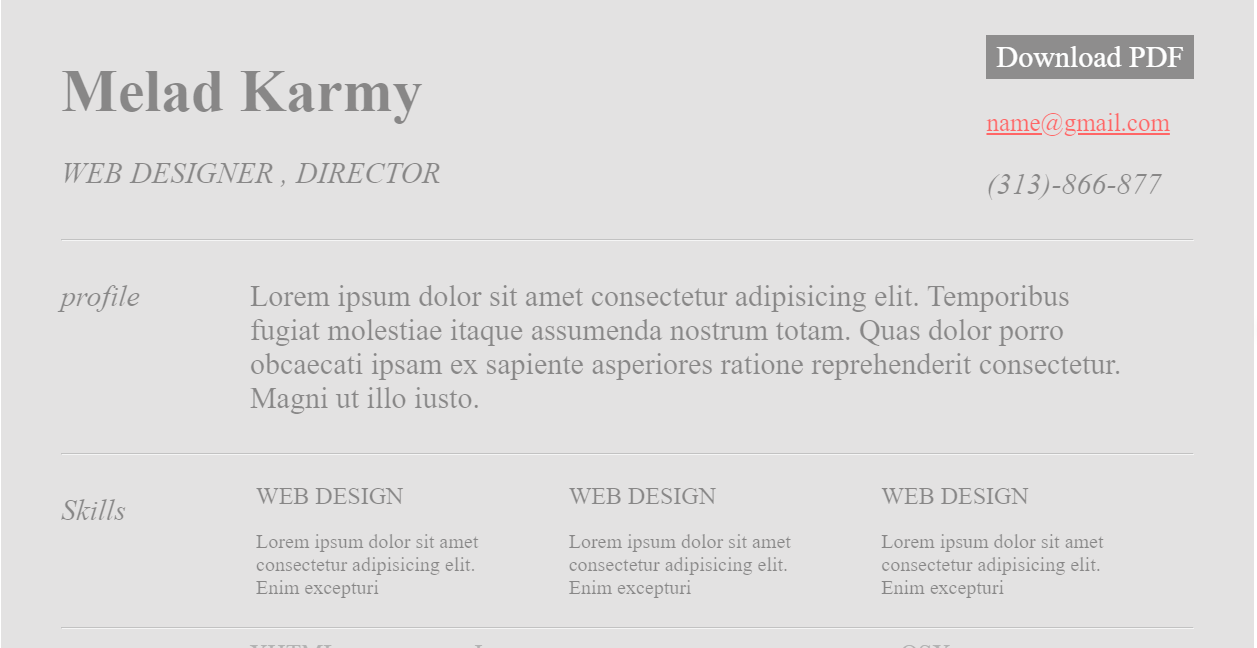 Download PDF
Melad Karmy
name@gmail.com
WEB DESIGNER , DIRECTOR
(313)-866-877
profile
Lorem ipsum dolor sit amet consectetur adipisicing elit. Temporibus
fugiat molestiae itaque assumenda nostrum totam. Quas dolor porro
obcaecati ipsam ex sapiente asperiores ratione reprehenderit consectetur.
Magni ut illo iusto.
Skills
WEB DESIGN
Lorem ipsum dolor sit amet
consectetur adipisicing elit.
Enim excepturi
WEB DESIGN
Lorem ipsum dolor sit amet
consectetur adipisicing elit.
Enim excepturi
WEB DESIGN
Lorem ipsum dolor sit amet
consectetur adipisicing elit.
Enim excepturi